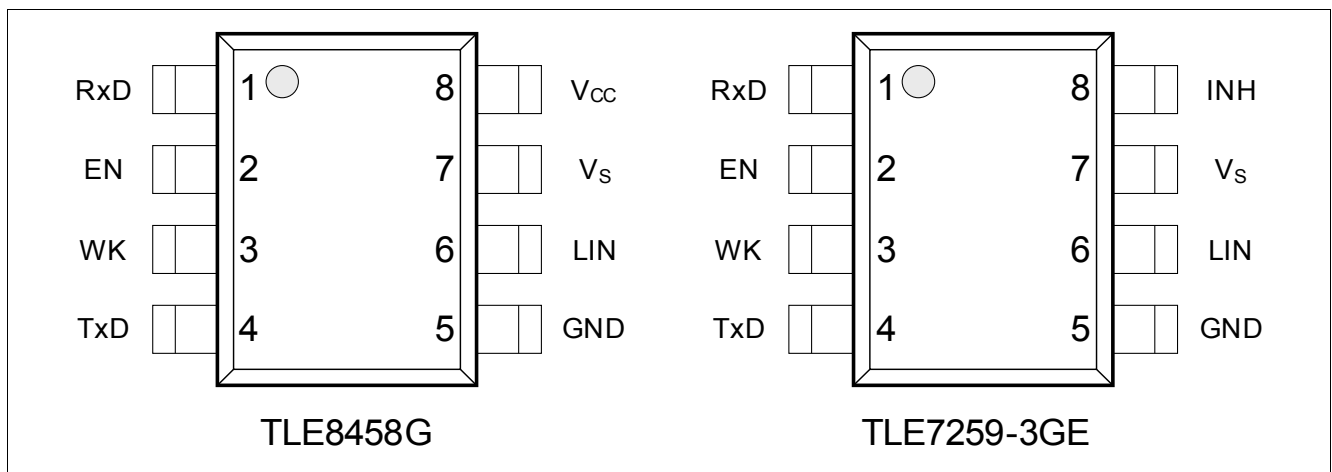 RxD 1 8 VCC
EN 2 7 VS
WK 3 6 LIN
TxD 4 5 GND
TLE8458G
RxD 1 8 INH
EN 2 7 VS
WK 3 6 LIN
TxD 4 5 GND
TLE7259-3GE